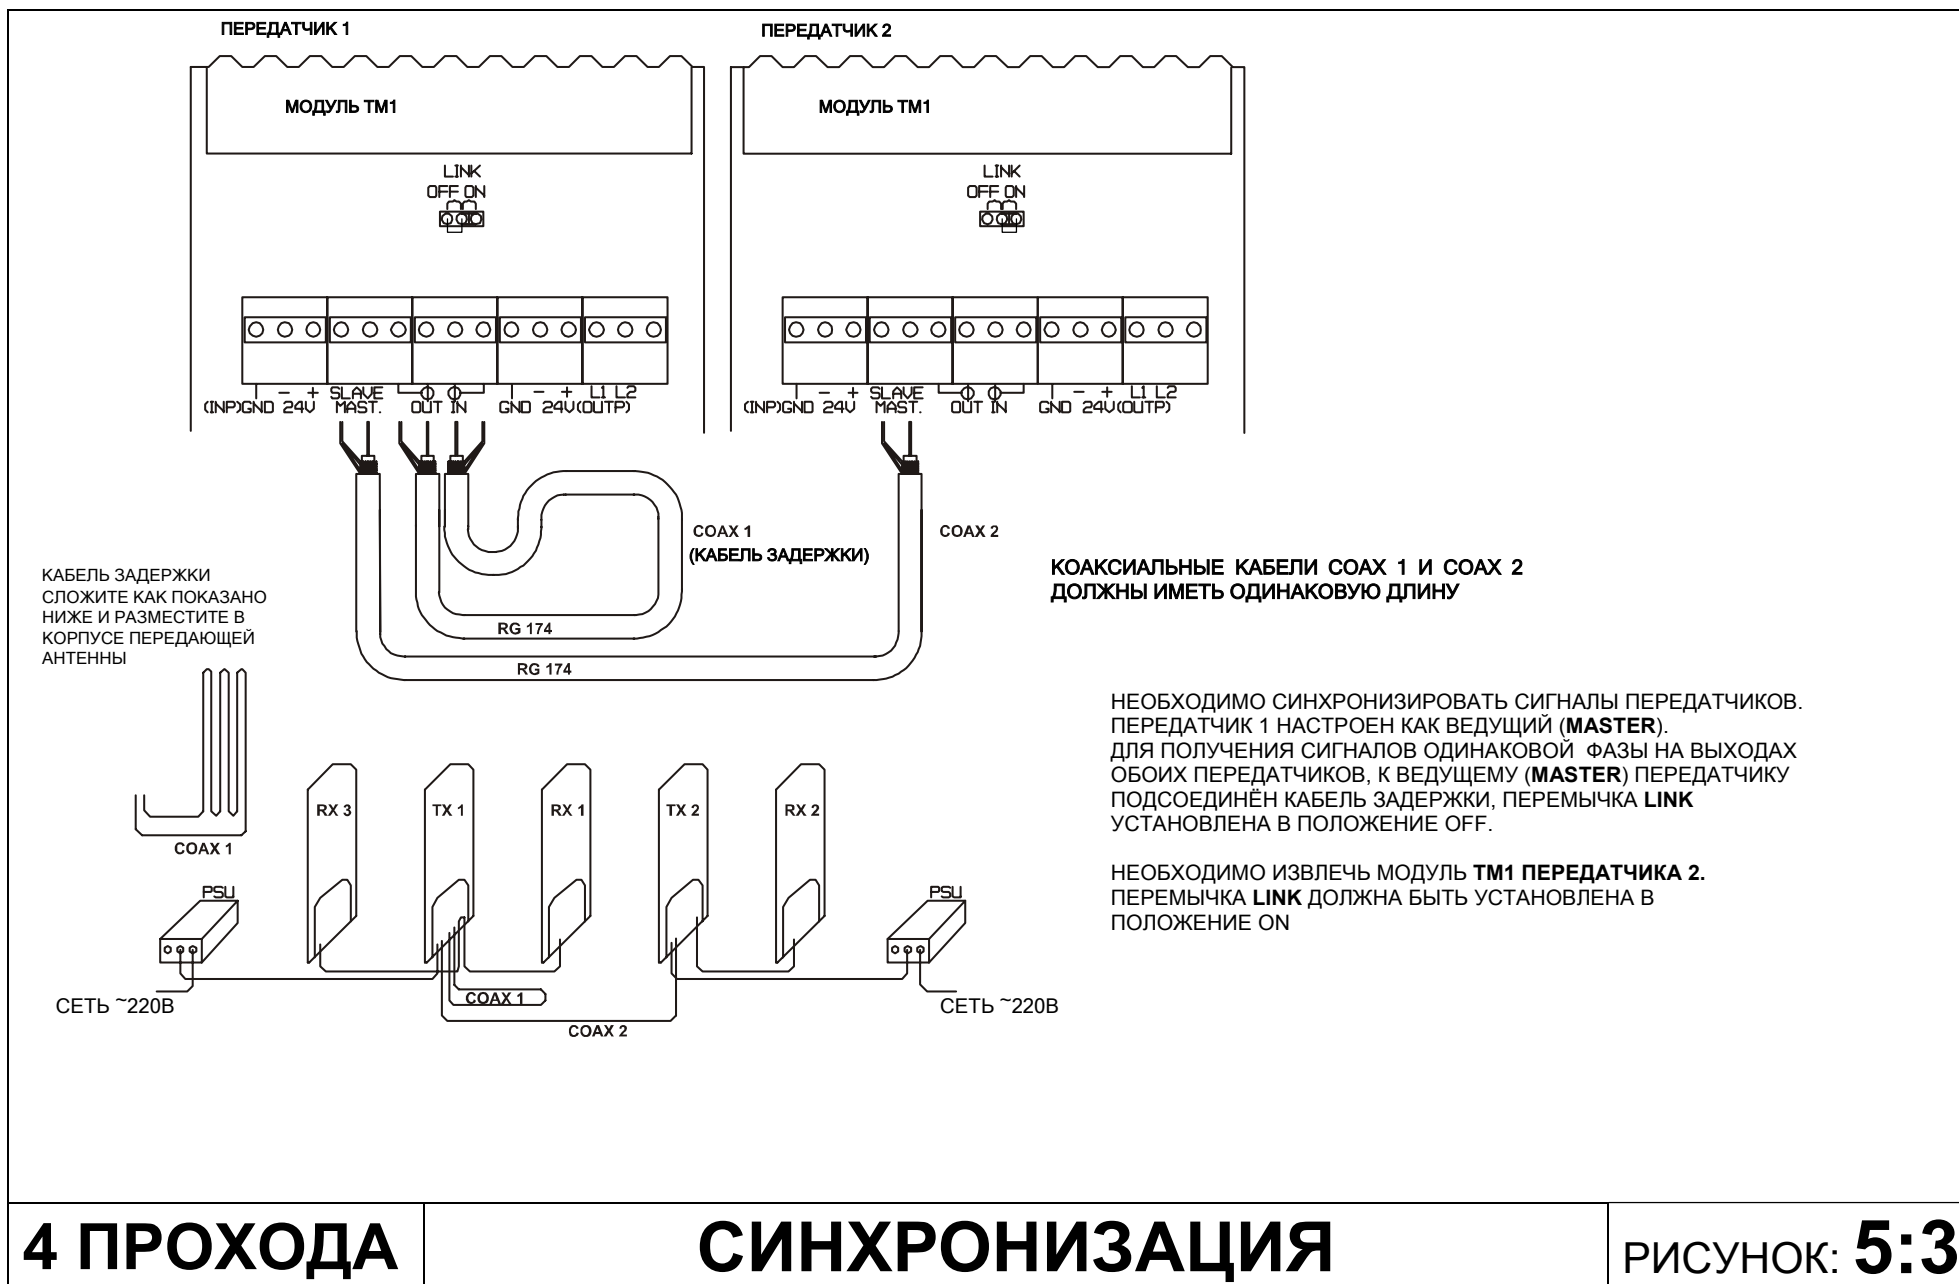 ПЕРЕДАТЧИК 1
ПЕРЕДАТЧИК 2
МОДУЛЬ ТМ1
МОДУЛЬ ТМ1
LINK
OFF ON
LINK
OFF ON
- + SLAVE - + L1 L2
(INP)GND 24V MAST. OUT IN GND 24V(OUTP)
- + SLAVE - + L1 L2
(INP)GND 24V MAST. OUT IN GND 24V(OUTP)
COAX 1
(КАБЕЛЬ ЗАДЕРЖКИ)
COAX 2
RG 174
RG 174
КОАКСИАЛЬНЫЕ КАБЕЛИ COAX 1 И COAX 2
ДОЛЖНЫ ИМЕТЬ ОДИНАКОВУЮ ДЛИНУ
КАБЕЛЬ ЗАДЕРЖКИ
СЛОЖИТЕ КАК ПОКАЗАНО
НИЖЕ И РАЗМЕСТИТЕ В
КОРПУСЕ ПЕРЕДАЮЩЕЙ
АНТЕННЫ
COAX 1
НЕОБХОДИМО СИНХРОНИЗИРОВАТЬ СИГНАЛЫ ПЕРЕДАТЧИКОВ.
ПЕРЕДАТЧИК 1 НАСТРОЕН КАК ВЕДУЩИЙ (MASTER).
ДЛЯ ПОЛУЧЕНИЯ СИГНАЛОВ ОДИНАКОВОЙ ФАЗЫ НА ВЫХОДАХ
ОБОИХ ПЕРЕДАТЧИКОВ, К ВЕДУЩЕМУ (MASTER) ПЕРЕДАТЧИКУ
ПОДСОЕДИНЁН КАБЕЛЬ ЗАДЕРЖКИ, ПЕРЕМЫЧКА LINK
УСТАНОВЛЕНА В ПОЛОЖЕНИЕ OFF.
НЕОБХОДИМО ИЗВЛЕЧЬ МОДУЛЬ ТМ1 ПЕРЕДАТЧИКА 2.
ПЕРЕМЫЧКА LINK ДОЛЖНА БЫТЬ УСТАНОВЛЕНА В
ПОЛОЖЕНИЕ ON
RX 3
TX 1
RX 1
TX 2
RX 2
PSU
PSU
СЕТЬ ~220В
COAX 1
COAX 2
СЕТЬ ~220В
4 ПРОХОДА
СИНХРОНИЗАЦИЯ
РИСУНОК: 5:3